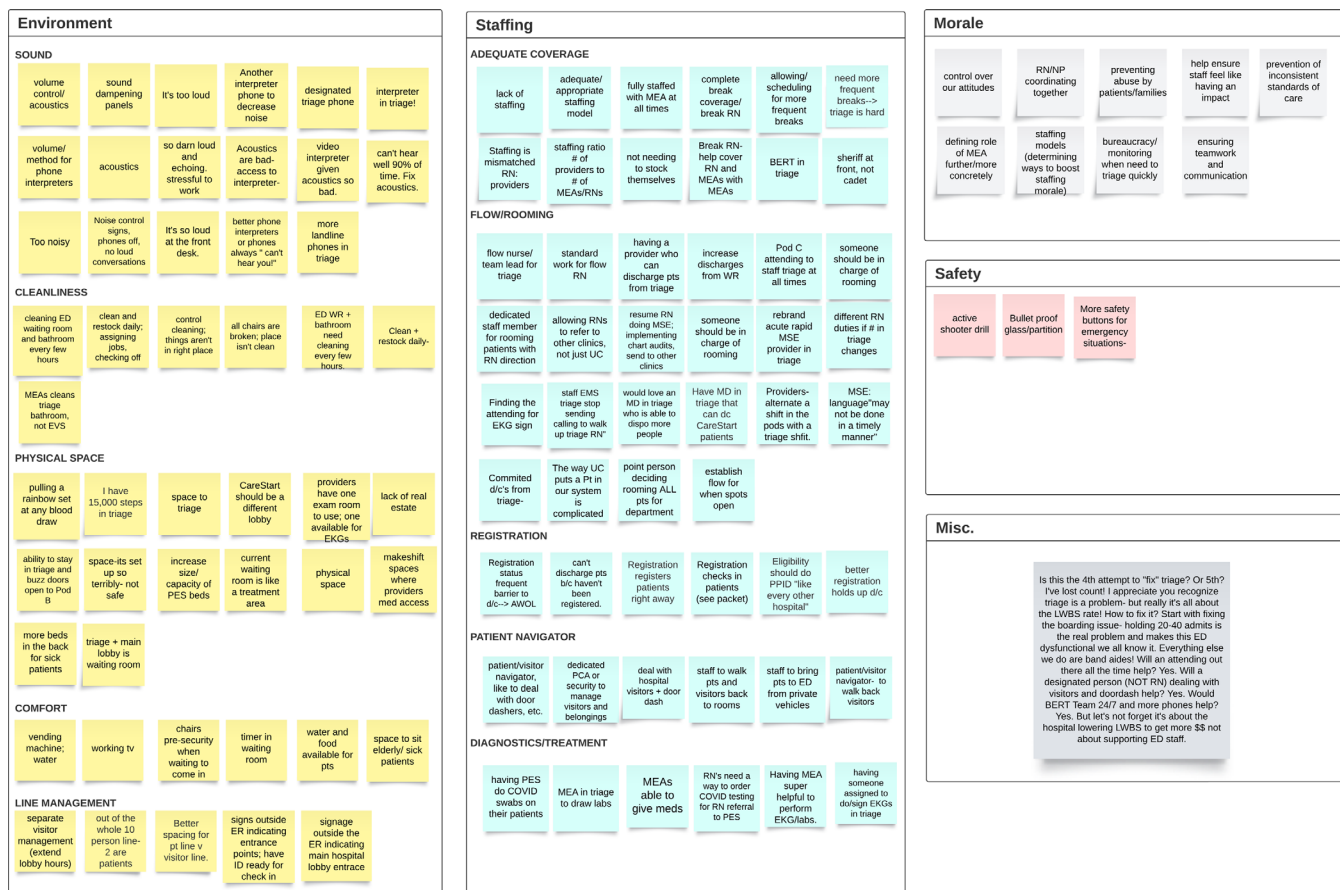 Environment
SOUND
volume
control/
acoustics
sound
dampening
panels
It's too loud
Another
interpreter
phone to
decrease
noise
designated
triage phone
interpreter
in triage!
volume/
method for
phone
interpreters
acoustics
so darn loud
and
echoing.
stressful to
work
Acoustics
are bad-
access to
interpreter-
video
interpreter
given
acoustics so
bad.
can't hear
well 90% of
time. Fix
acoustics.
Too noisy
Noise control
signs,
phones off,
no loud
conversations
It's so loud
at the front
desk.
better phone
interpreters
or phones
always " can't
hear you!"
more
landline
phones in
triage
CLEANLINESS
cleaning ED
waiting room
and bathroom
every few
hours
clean and
restock daily;
assigning
jobs,
checking off
control
cleaning;
things aren't
in right place
all chairs are
broken; place
isn't clean
ED WR +
bathroom
need
cleaning
every few
hours.
Clean +
restock daily-
MEAs cleans
triage
bathroom,
not EVS
PHYSICAL SPACE
pulling a
rainbow set
at any blood
draw
I have
15,000 steps
in triage
space to
triage
CareStart
should be a
different
lobby
providers
have one
exam room
to use; one
available for
EKGs
lack of real
estate
ability to stay
in triage and
buzz doors
open to Pod
B
space-its set
up so
terribly- not
safe
increase
size/
capacity of
PES beds
current
waiting
room is like
a treatment
area
physical
space
makeshift
spaces
where
providers
med access
more beds
in the back
for sick
patients
triage + main
lobby is
waiting room
COMFORT
vending
machine;
water
working tv
chairs
pre-security
when
waiting to
come in
timer in
waiting
room
water and
food
available for
pts
space to sit
elderly/ sick
patients
LINE MANAGEMENT
separate
visitor
management
(extend
lobby hours)
out of the
whole 10
person line-
2 are
patients
Better
spacing for
pt line v
visitor line.
signs outside
ER indicating
entrance
points; have
ID ready for
check in
signage
outside the
ER indicating
main hospital
lobby entrace
Staffing
ADEQUATE COVERAGE
lack of
staffing
adequate/
appropriate
staffing
model
fully staffed
with MEA at
all times
complete
break
coverage/
break RN
allowing/
scheduling
for more
frequent
breaks
need more
frequent
breaks-->
triage is hard
Staffing is
mismatched
RN:
providers
staffing ratio
# of
providers to
# of
MEAs/RNs
not needing
to stock
themselves
Break RN-
help cover
RN and
MEAs with
MEAs
BERT in
triage
sheriff at
front, not
cadet
FLOW/ROOMING
flow nurse/
team lead for
triage
standard
work for flow
RN
having a
provider who
can
discharge pts
from triage
increase
discharges
from WR
Pod C
attending to
staff triage at
all times
someone
should be in
charge of
rooming
dedicated
staff member
for rooming
patients with
RN direction
allowing RNs
to refer to
other clinics,
not just UC
resume RN
doing MSE;
implementing
chart audits,
send to other
clinics
someone
should be in
charge of
rooming
rebrand
acute rapid
MSE
provider in
triage
different RN
duties if # in
triage
changes
Finding the
attending for
EKG sign
staff EMS
triage stop
sending
calling to walk
up triage RN"
would love an
MD in triage
who is able to
dispo more
people
Have MD in
triage that
can dc
CareStart
patients
Providers-
alternate a
shift in the
pods with a
triage shfit.
MSE:
language"may
not be done
in a timely
manner"
Commited
d/c's from
triage-
The way UC
puts a Pt in
our system
is
complicated
point person
deciding
rooming ALL
pts for
department
establish
flow for
when spots
open
REGISTRATION
Registration
status
frequent
barrier to
d/c--> AWOL
can't
discharge pts
b/c haven't
been
registered.
Registration
registers
patients
right away
Registration
checks in
patients
(see packet)
Eligibility
should do
PPID "like
every other
hospital"
better
registration
holds up d/c
PATIENT NAVIGATOR
patient/visitor
navigator,
like to deal
with door
dashers, etc.
dedicated
PCA or
security to
manage
visitors and
belongings
deal with
hospital
visitors + door
dash
staff to walk
pts and
visitors back
to rooms
staff to bring
pts to ED
from private
vehicles
patient/visitor
navigator- to
walk back
visitors
DIAGNOSTICS/TREATMENT
having PES
do COVID
swabs on
their patients
MEA in triage
to draw labs
MEAs
able to
give meds
RN's need a
way to order
COVID testing
for RN referral
to PES
Having MEA
super
helpful to
perform
EKG/labs.
having
someone
assigned to
do/sign EKGs
in triage
Morale
control over
our attitudes
RN/NP
coordinating
together
preventing
abuse by
patients/families
help ensure
staff feel like
having an
impact
prevention of
inconsistent
standards of
care
defining role
of MEA
further/more
concretely
staffing
models
(determining
ways to boost
staffing
morale)
bureaucracy/
monitoring
when need to
triage quickly
ensuring
teamwork
and
communication
Safety
active
shooter drill
Bullet proof
glass/partition
More safety
buttons for
emergency
situations-
Misc.
Is this the 4th attempt to "fix" triage? Or 5th?
I've lost count! I appreciate you recognize
triage is a problem- but really it's all about
the LWBS rate! How to fix it? Start with fixing
the boarding issue- holding 20-40 admits is
the real problem and makes this ED
dysfunctional we all know it. Everything else
we do are band aides! Will an attending out
there all the time help? Yes. Will a
designated person (NOT RN) dealing with
visitors and doordash help? Yes. Would
BERT Team 24/7 and more phones help?
Yes. But let's not forget it's about the
hospital lowering LWBS to get more $$ not
about supporting ED staff.